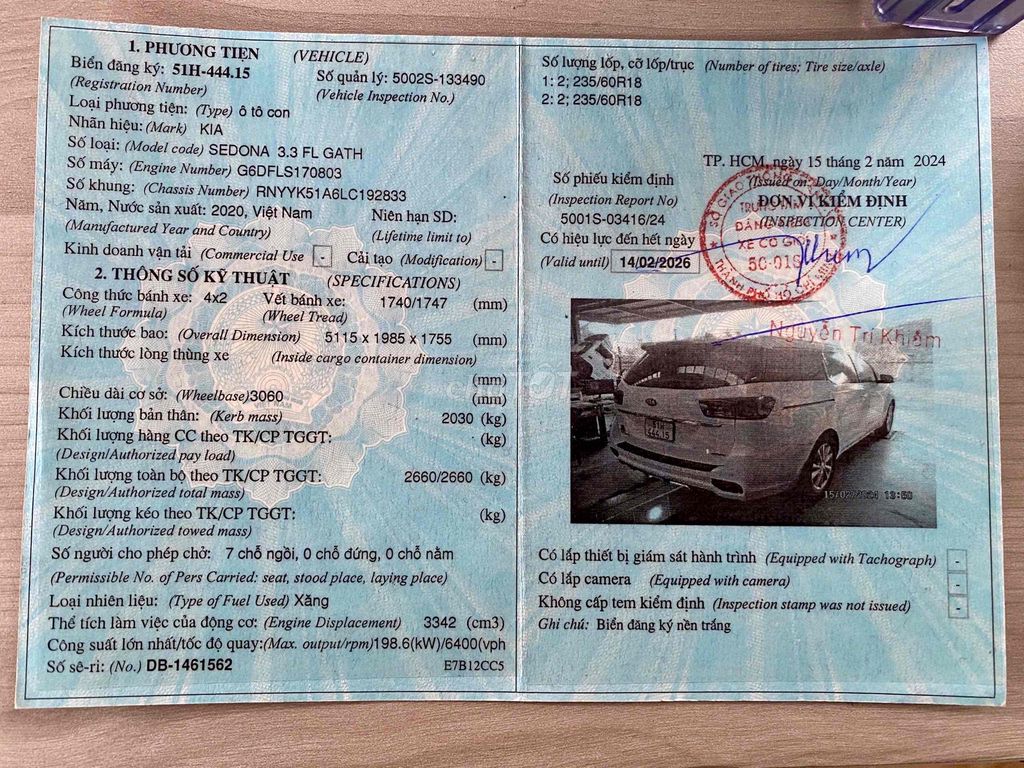 1. PHƯƠNG TIỆN (VEHICLE)
Biển đăng ký: 51H-444.15
(Registration Number)
Số quản lý: 5002S-133490
(Vehicle Inspection No.)
Loại phương tiện: (Type) ô tô con
Nhãn hiệu: (Mark) KIA
Số loại: (Model code) SEDONA 3.3 FL GATH
Số máy: (Engine Number) G6DFLS170803
Số khung: (Chassis Number) RNYYK51A6LC192833
Năm, Nước sản xuất: 2020, Việt Nam
(Manufactured Year and Country)
Niên hạn SD:
(Lifetime limit to)
Kinh doanh vận tải (Commercial Use - Cải tạo (Modification) -
2. THÔNG SỐ KỸ THUẬT (SPECIFICATIONS)
Công thức bánh xe: 4x2 Vết bánh xe: 1740/1747 (mm)
(Wheel Formula) (Wheel Tread)
Kích thước bao: (Overall Dimension) 5115 x 1985 x 1755 (mm)
Kích thước lòng thùng xe (Inside cargo container dimension)
(mm)
Chiều dài cơ sở: (Wheelbase)3060 (mm)
Khối lượng bản thân: (Kerb mass) 2030 (kg)
Khối lượng hàng CC theo TK/CP TGGT: (kg)
(Design/Authorized pay load)
Khối lượng toàn bộ theo TK/CP TGGT: 2660/2660 (kg)
(Design/Authorized total mass)
Khối lượng kéo theo TK/CP TGGT: (kg)
(Design/Authorized towed mass)
Số người cho phép chở: 7 chỗ ngồi, 0 chỗ đứng, 0 chỗ nằm
(Permissible No. of Pers Carried: seat, stood place, laying place)
Loại nhiên liệu: (Type of Fuel Used) Xăng
Thể tích làm việc của động cơ: (Engine Displacement) 3342 (cm3)
Công suất lớn nhất/tốc độ quay:(Max. output/rpm)198.6(kW)/6400(vph
Số sê-ri: (No.) DB-1461562 E7B12CC5
Số lượng lốp, cỡ lốp/trục (Number of tires; Tire size/axle)
1: 2; 235/60R18
2: 2; 235/60R18
TP. HCM, ngày 15 tháng 2 năm 2024
(Issued on: Day/Month/Year)
Số phiếu kiểm định
(Inspection Report No)
5001S-03416/24
ĐƠN VỊ KIỂM ĐỊNH
(INSPECTION CENTER)
Có hiệu lực đến hết ngày
(Valid until) 14/02/2026
SỞ GIAO THÔNG
TRUNG
ĐĂNG
XE CƠ GIỚI
50-01S
THÀNH PHỐ HỒ CHÍ MINH
Nguyễn Tri Khiêm
51H
444.15
15/02/2024 13:50
Có lắp thiết bị giám sát hành trình (Equipped with Tachograph) -
Có lắp camera (Equipped with camera) -
Không cấp tem kiểm định (Inspection stamp was not issued) -
Ghi chú: Biển đăng ký nền trắng